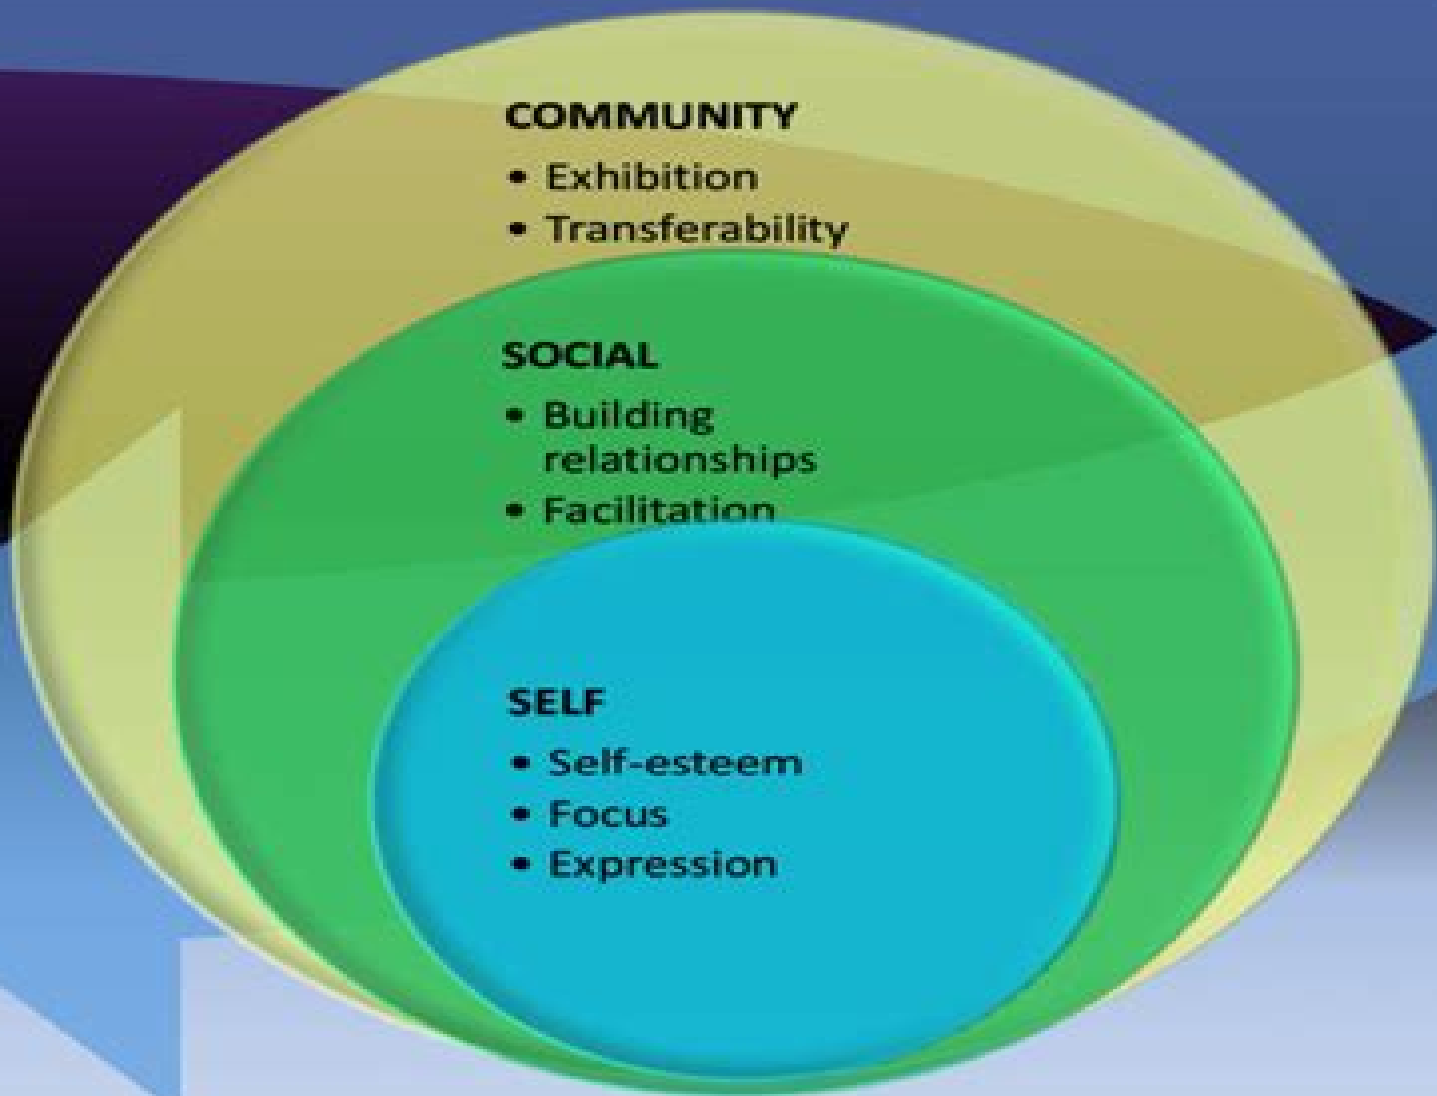 COMMUNITY
• Exhibition
• Transferability
SOCIAL
• Building
relationships
• Facilitation
SELF
• Self-esteem
• Focus
• Expression